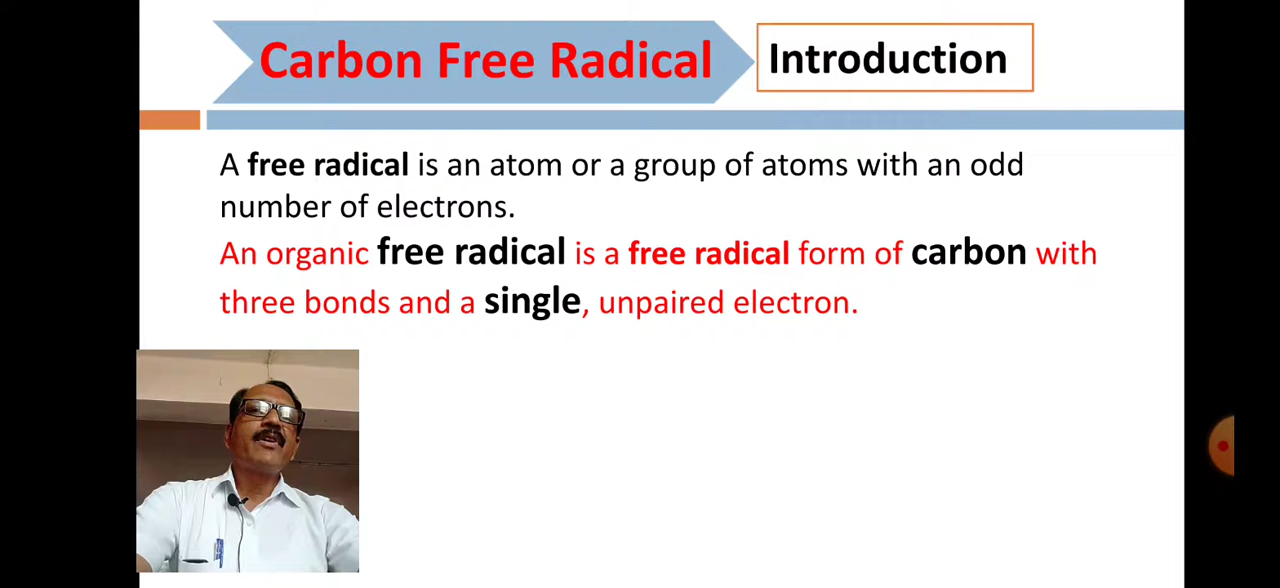 Carbon Free Radical
Introduction
A free radical is an atom or a group of atoms with an odd
number of electrons.
An organic free radical is a free radical form of carbon with
three bonds and a single, unpaired electron.